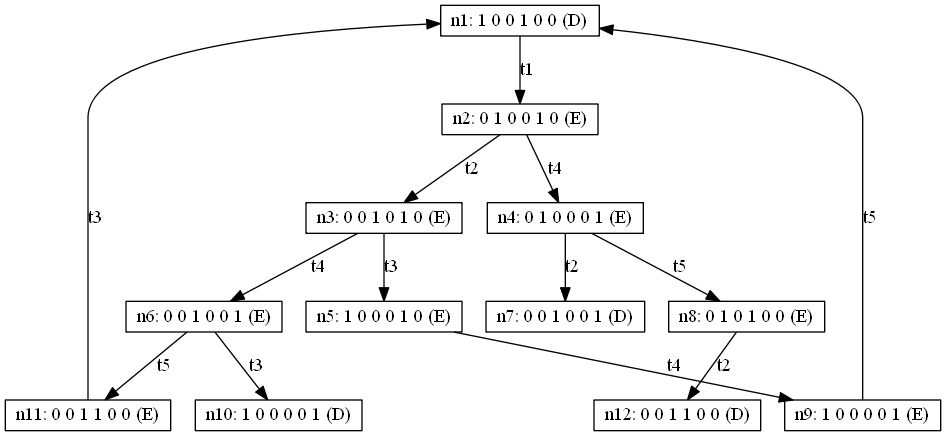 n1: 1 0 0 1 0 0 (D)
t1
n2: 0 1 0 0 1 0 (E)
t2
t4
t3
n3: 0 0 1 0 1 0 (E)
n4: 0 1 0 0 0 1 (E)
t5
t4
t3
t2
t5
n6: 0 0 1 0 0 1 (E)
n5: 1 0 0 0 1 0 (E)
n7: 0 0 1 0 0 1 (D)
n8: 0 1 0 1 0 0 (E)
t5
t3
t4
t2
n11: 0 0 1 1 0 0 (E)
n10: 1 0 0 0 0 1 (D)
n12: 0 0 1 1 0 0 (D)
n9: 1 0 0 0 0 1 (E)